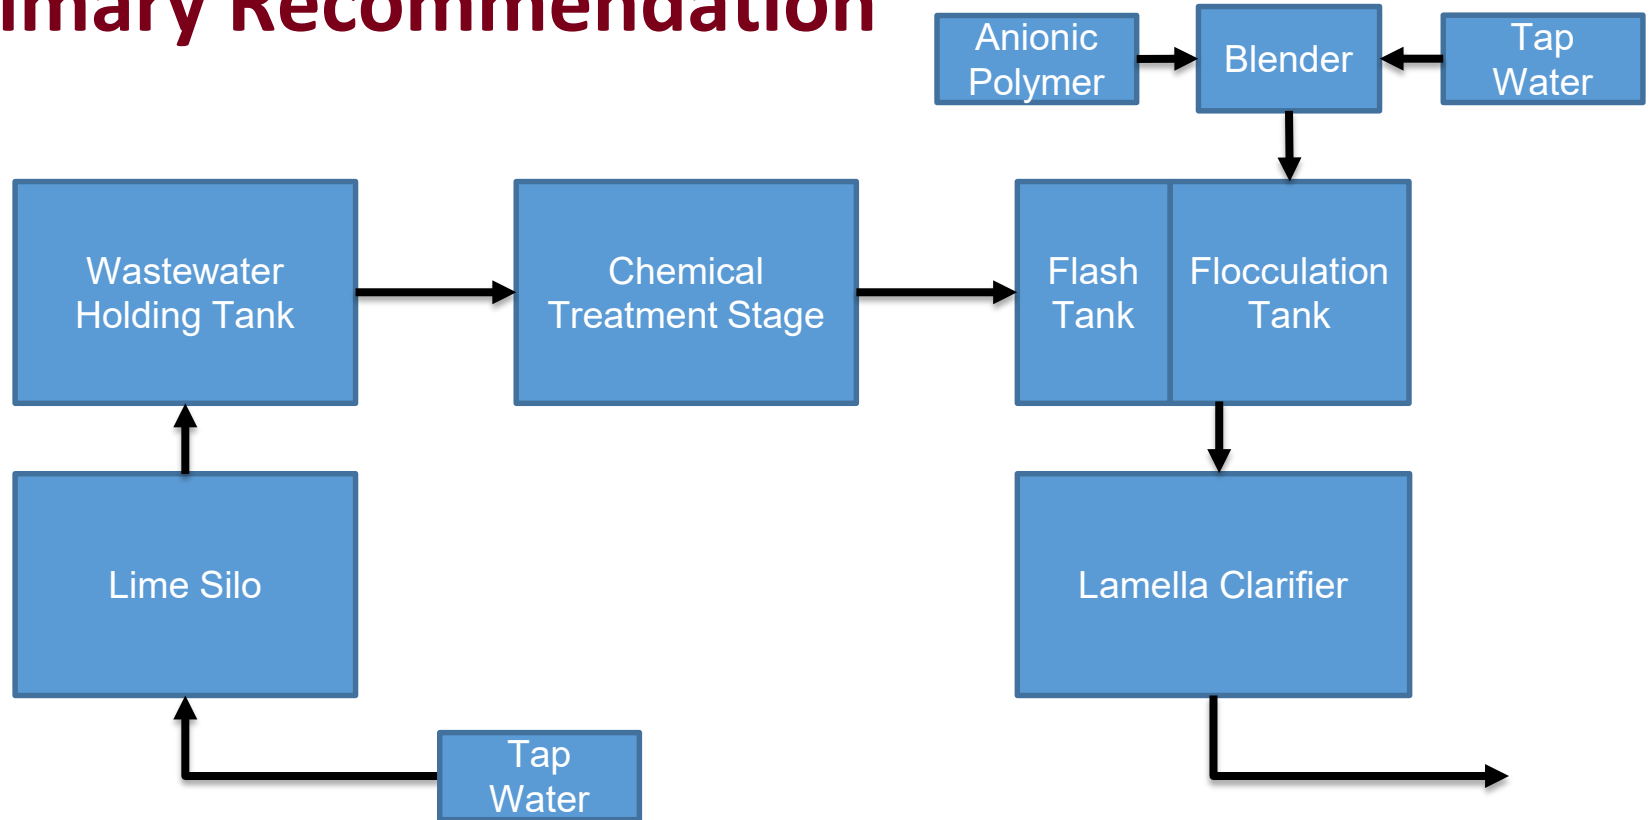 Recommendation
Anionic
Polymer
Blender
Tap
Water
Wastewater
Holding Tank
Chemical
Treatment Stage
Flash
Tank
Flocculation
Tank
Lime Silo
Lamella Clarifier
Tap
Water